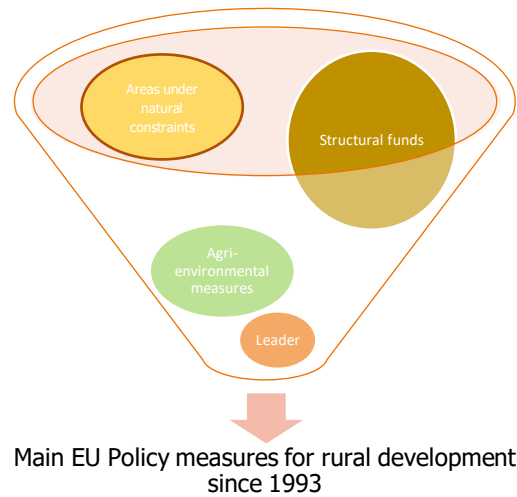 Areas under
natural
constraints
Structural funds
Agri-
environmental
measures
Leader
Main EU Policy measures for rural development
since 1993